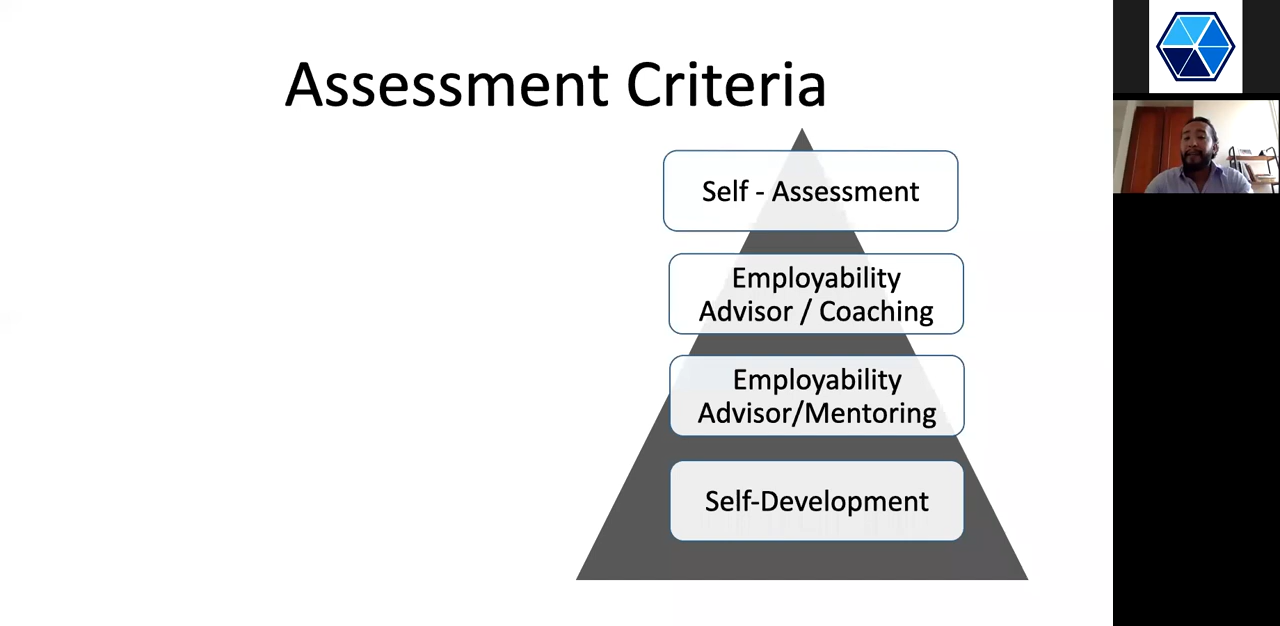 Assessment Criteria
Self - Assessment
Employability
Advisor / Coaching
Employability
Advisor/Mentoring
Self-Development